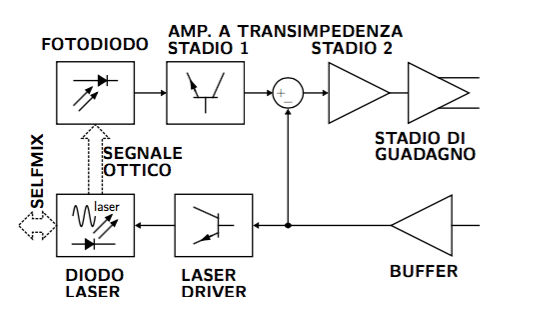 AMP. A TRANSIMPEDENZA
FOTODIODO
STADIO 1
STADIO 2
+
−
STADIO DI
GUADAGNO
SELFMIX
SEGNALE
OTTICO
laser
DIODO
LASER
LASER
DRIVER
BUFFER